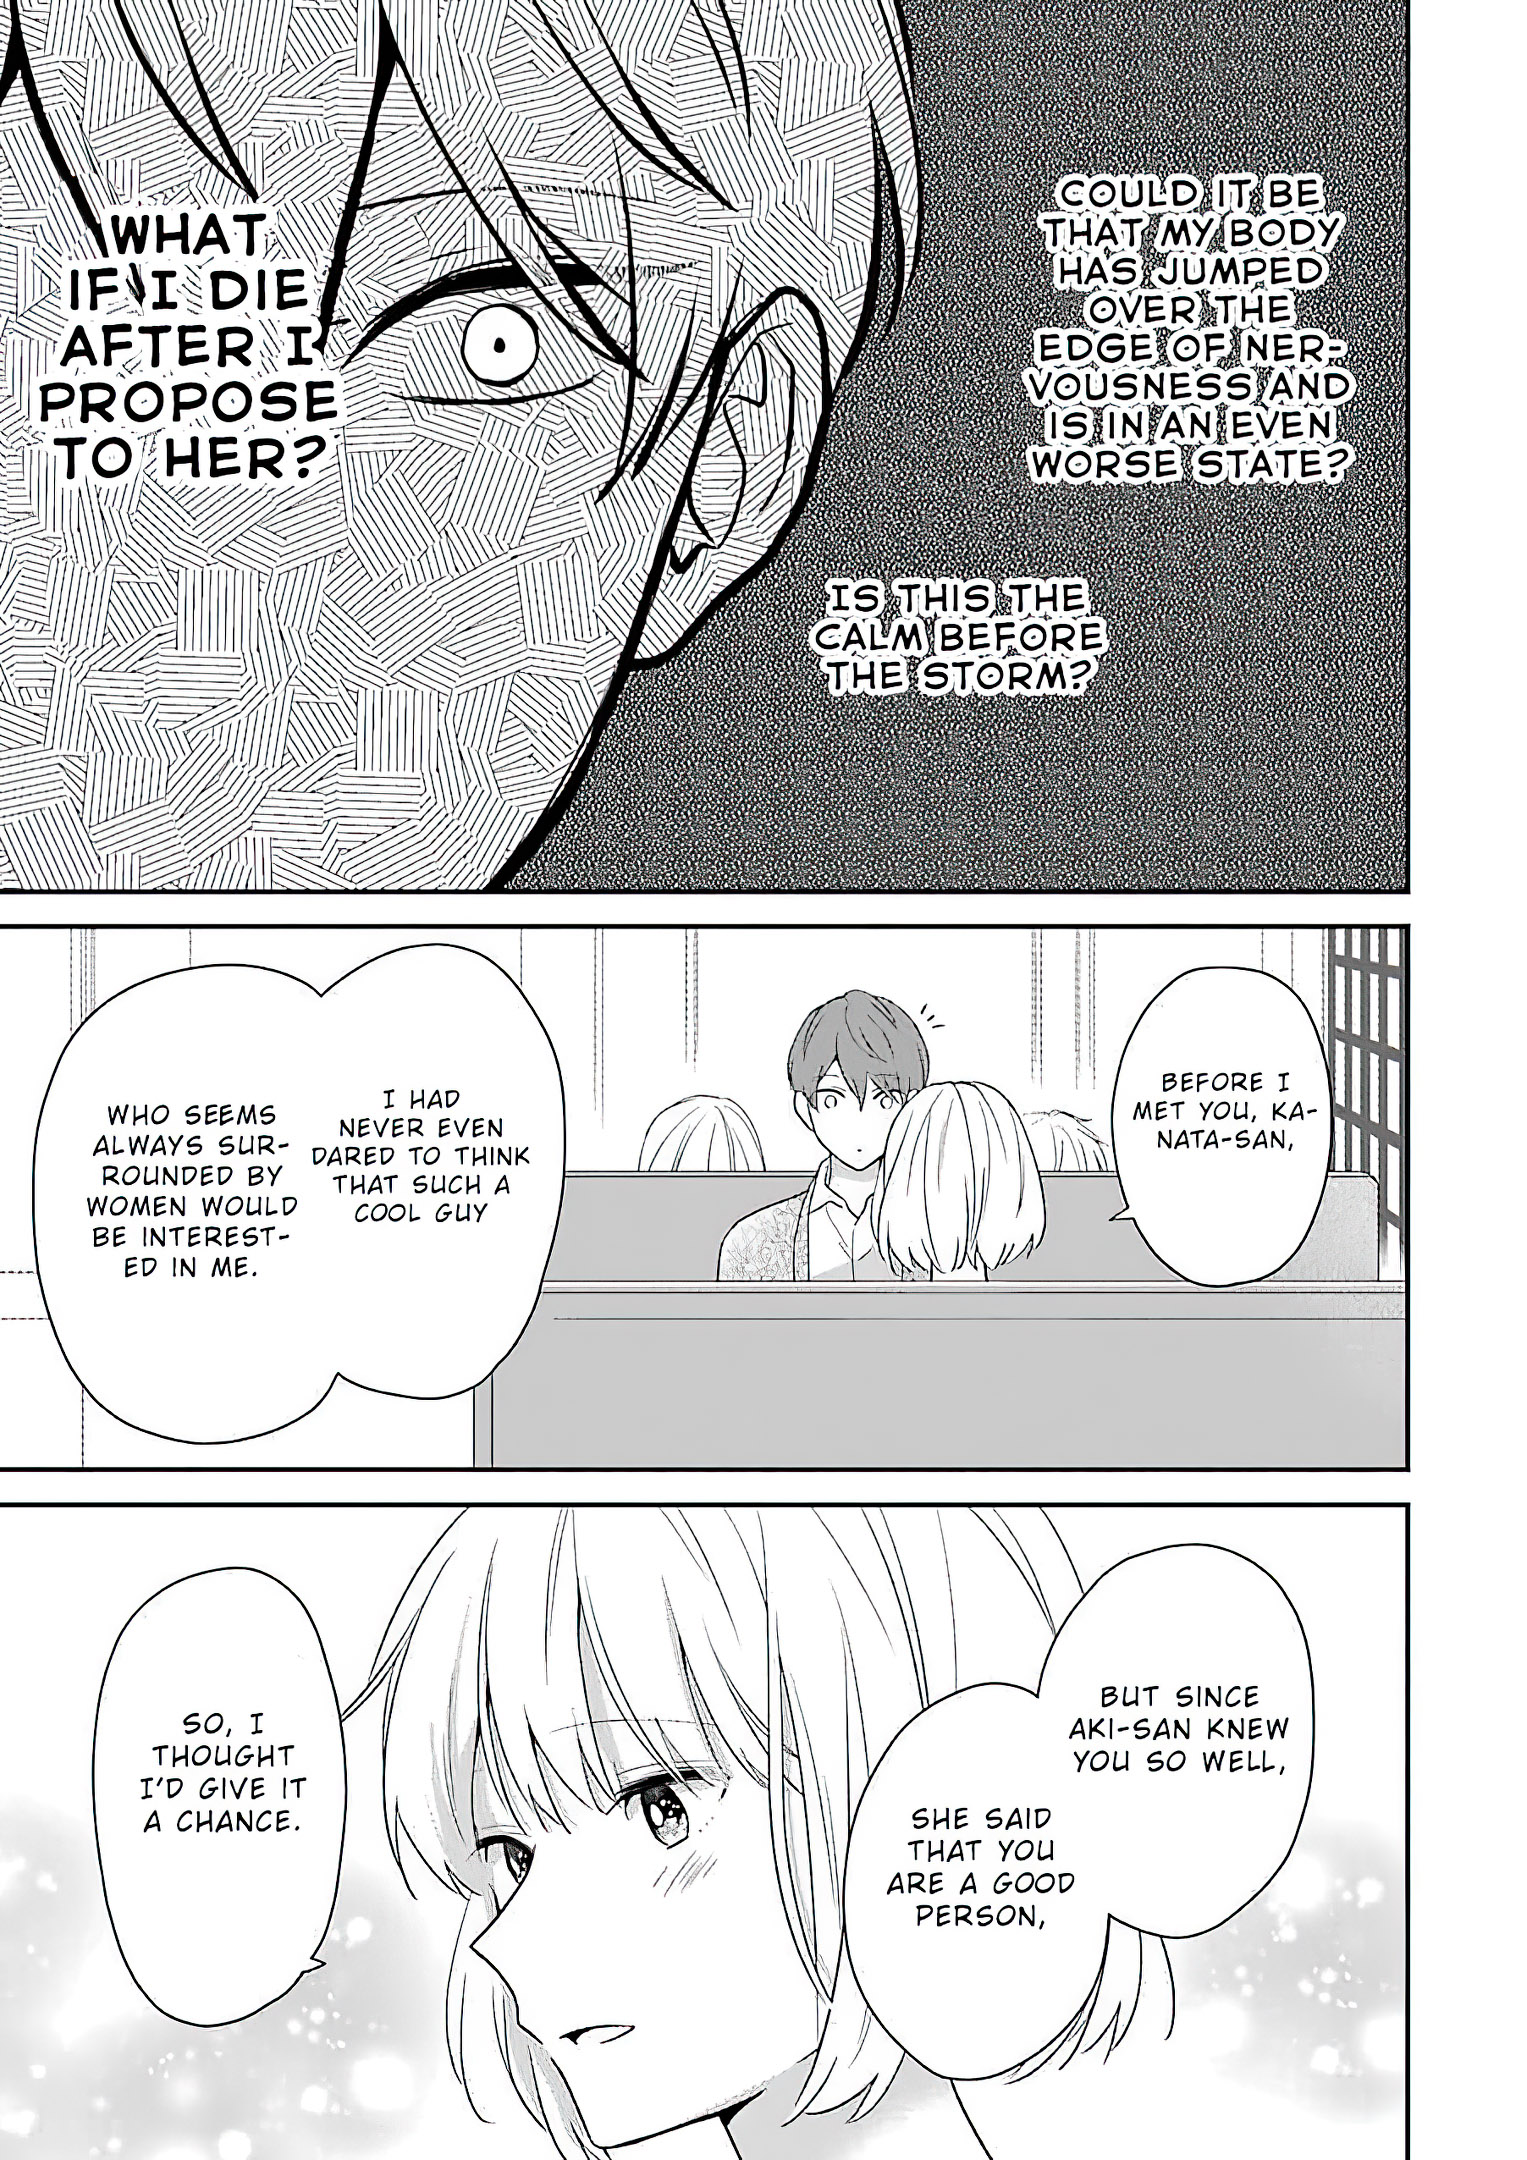 COULD IT BE
THAT MY BODY
HAS JUMPED
OVER THE
EDGE OF NER-
VOUSNESS AND
IS IN AN EVEN
WORSE STATE?
IS THIS THE
CALM BEFORE
THE STORM?
WHAT
IF I DIE
AFTER I
PROPOSE
TO HER?
BEFORE I
MET YOU, KA-
NATA-SAN,
I HAD
NEVER EVEN
DARED TO THINK
THAT SUCH A
COOL GUY
WHO SEEMS
ALWAYS SUR-
ROUNDED BY
WOMEN WOULD
BE INTEREST-
ED IN ME.
BUT SINCE
AKI-SAN KNEW
YOU SO WELL,
SHE SAID
THAT YOU
ARE A GOOD
PERSON,
SO, I
THOUGHT
I'D GIVE IT
A CHANCE.